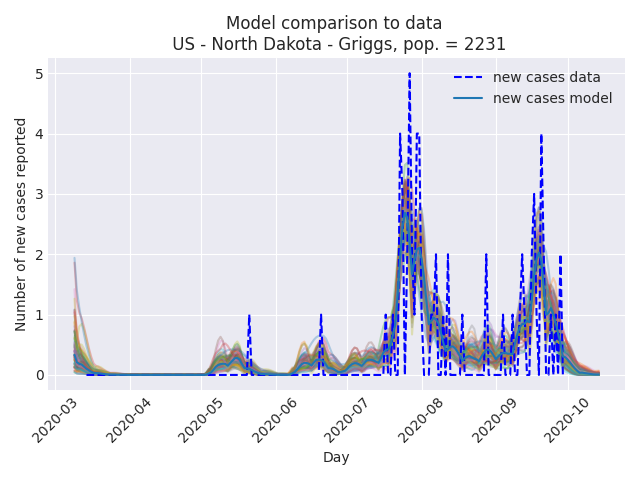 Model comparison to data
US - North Dakota - Griggs, pop. = 2231
new cases data
new cases model
Number of new cases reported
5
4
3
2
1
0
2020-03
2020-04
2020-05
2020-06
2020-07
2020-08
2020-09
2020-10
Day